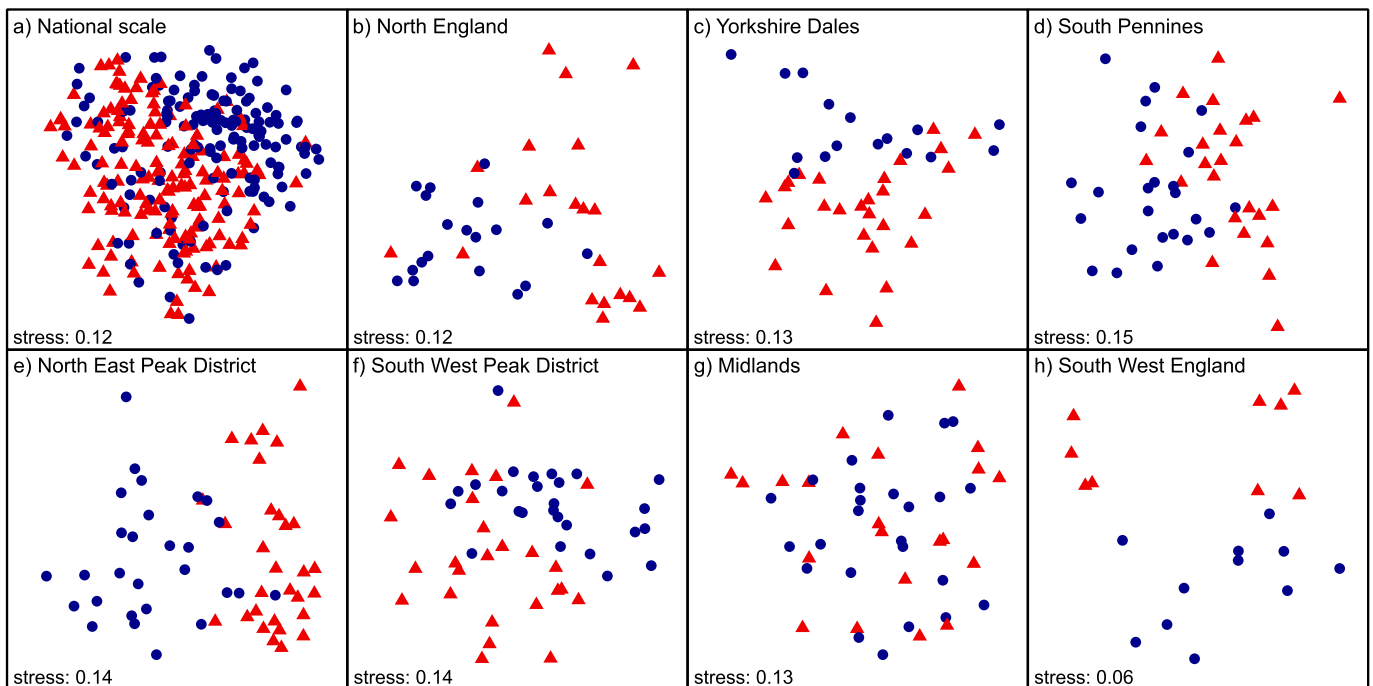 a) National scale
b) North England
c) Yorkshire Dales
d) South Pennines
stress: 0.12
stress: 0.12
stress: 0.13
stress: 0.15
e) North East Peak District
f) South West Peak District
g) Midlands
h) South West England
stress: 0.14
stress: 0.14
stress: 0.13
stress: 0.06